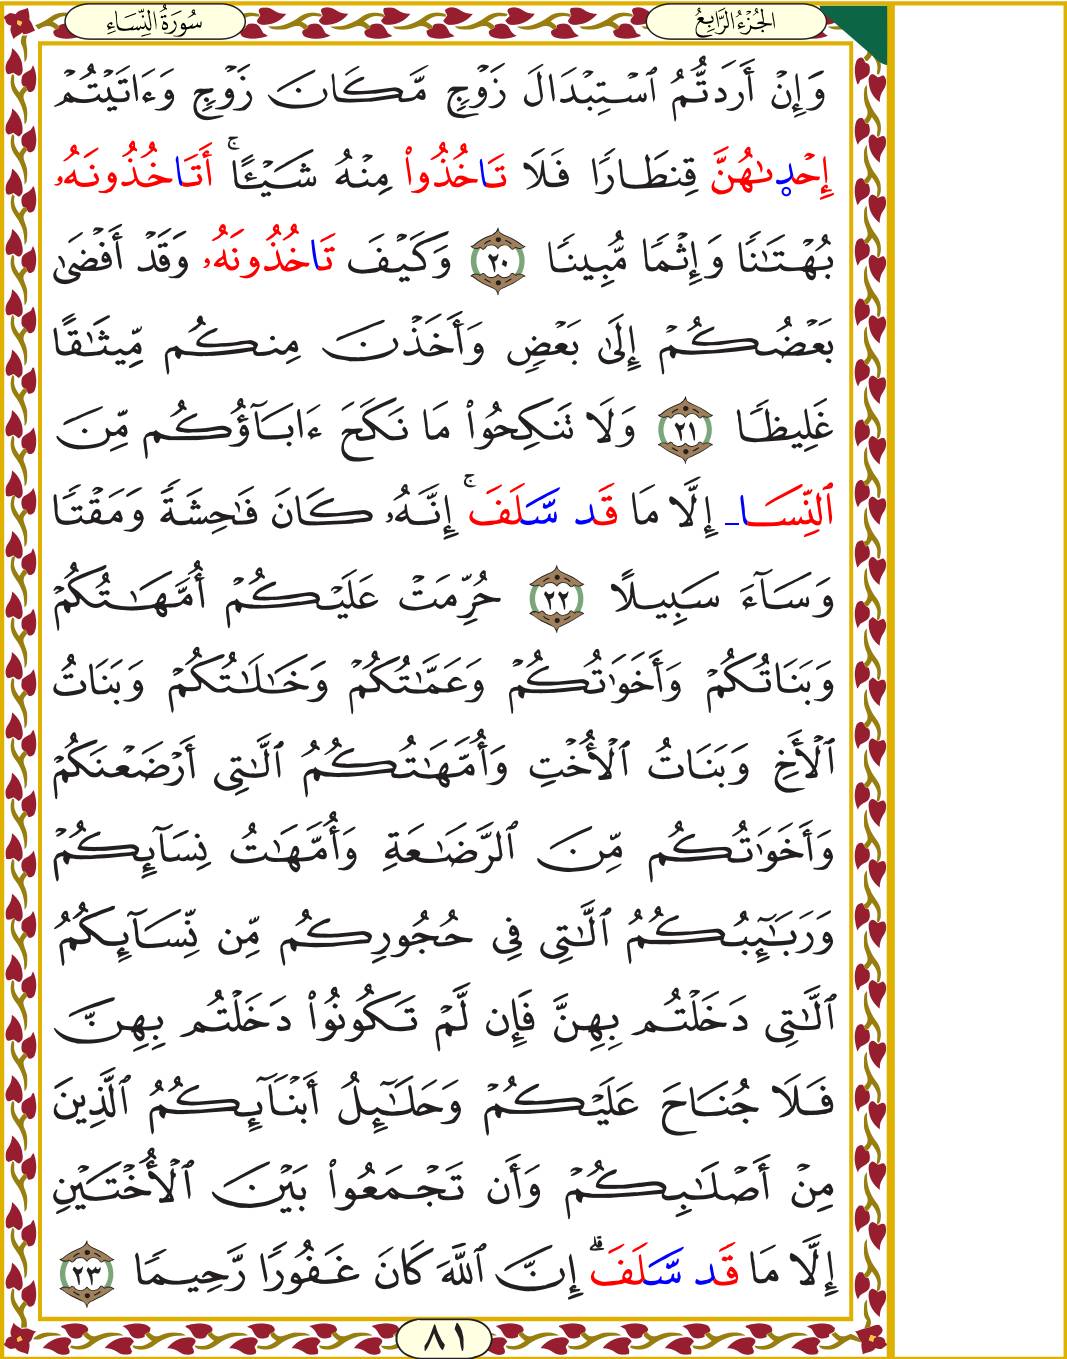 سُورَةُ النِّسَاءِ
الجُزْءُ الرَّابِعُ
وَإِنْ أَرَدتُّمُ ٱسْتِبْدَالَ زَوْجٍ مَّكَانَ زَوْجٍ وَءَاتَيْتُمْ
إِحْدٜىٰهُنَّ قِنطَارًا فَلَا تَاخُذُوا۟ مِنْهُ شَيْـًٔا ۚ أَتَاخُذُونَهُۥ
بُهْتَـٰنًا وَإِثْمًا مُّبِينًا ٢٠ وَكَيْفَ تَاخُذُونَهُۥ وَقَدْ أَفْضَىٰ
بَعْضُكُمْ إِلَىٰ بَعْضٍ وَأَخَذْنَ مِنكُم مِّيثَـٰقًا
غَلِيظًا ٢١ وَلَا تَنكِحُوا۟ مَا نَكَحَ ءَابَآؤُكُم مِّنَ
ٱلنِّسَا إِلَّا مَا قَد سَّلَفَ ۚ إِنَّهُۥ كَانَ فَـٰحِشَةً وَمَقْتًا
وَسَآءَ سَبِيلًا ٢٢ حُرِّمَتْ عَلَيْكُمْ أُمَّهَـٰتُكُمْ
وَبَنَاتُكُمْ وَأَخَوَٰتُكُمْ وَعَمَّـٰتُكُمْ وَخَـٰلَـٰتُكُمْ وَبَنَاتُ
ٱلْأَخِ وَبَنَاتُ ٱلْأُخْتِ وَأُمَّهَـٰتُكُمُ ٱلَّـٰتِى أَرْضَعْنَكُمْ
وَأَخَوَٰتُكُم مِّنَ ٱلرَّضَـٰعَةِ وَأُمَّهَـٰتُ نِسَآئِكُمْ
وَرَبَـٰٓئِبُكُمُ ٱلَّـٰتِى فِى حُجُورِكُم مِّن نِّسَآئِكُمُ
ٱلَّـٰتِى دَخَلْتُم بِهِنَّ فَإِن لَّمْ تَكُونُوا۟ دَخَلْتُم بِهِنَّ
فَلَا جُنَاحَ عَلَيْكُمْ وَحَلَـٰٓئِلُ أَبْنَآئِكُمُ ٱلَّذِينَ
مِنْ أَصْلَـٰبِكُمْ وَأَن تَجْمَعُوا۟ بَيْنَ ٱلْأُخْتَيْنِ
إِلَّا مَا قَد سَّلَفَ ۗ إِنَّ ٱللَّهَ كَانَ غَفُورًا رَّحِيمًا ٢٣
٨١